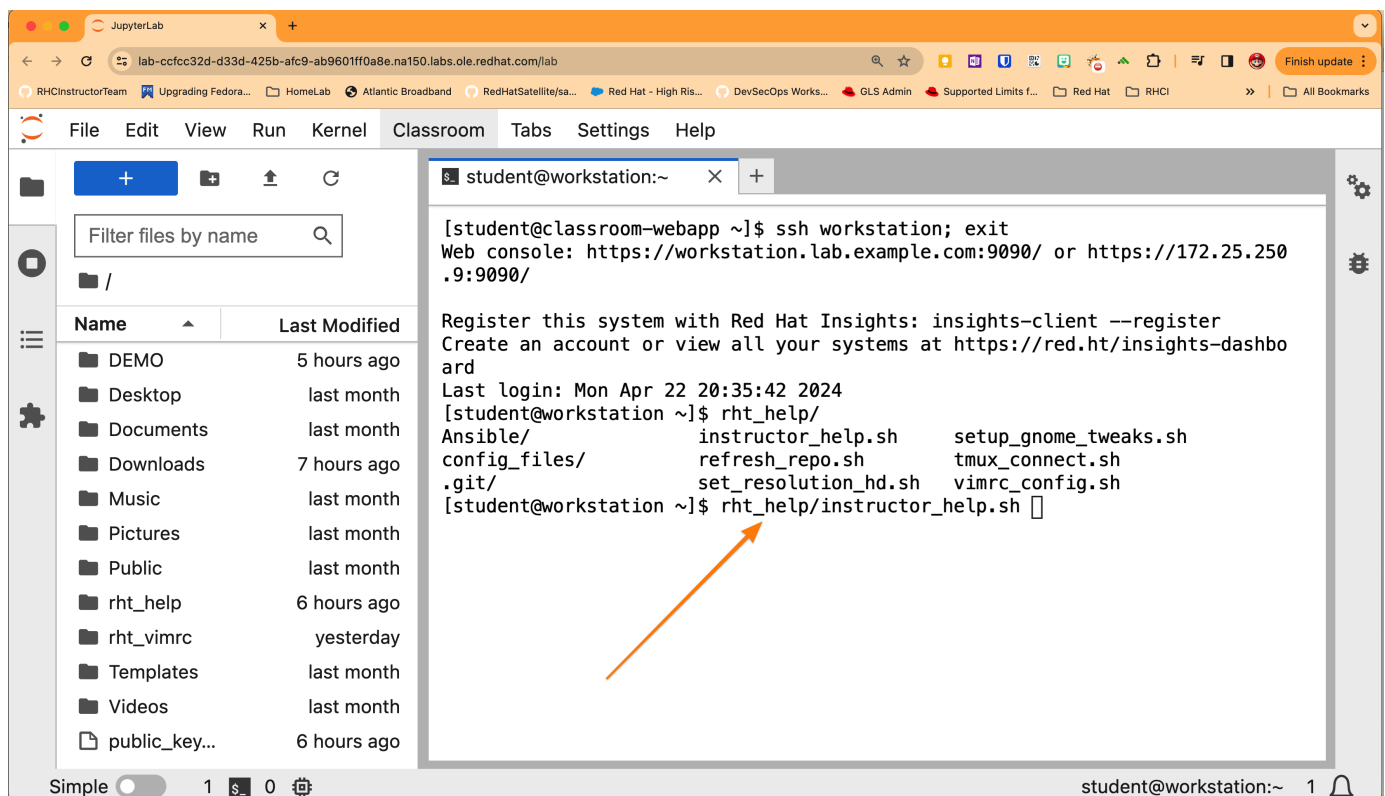 JupyterLab
lab-ccfcc32d-d33d-425b-afc9-ab9601ff0a8e.na150.labs.ole.redhat.com/lab
Finish update
RHCInstructorTeam
Upgrading Fedora...
HomeLab
Atlantic Broadband
RedHatSatellite/sa...
Red Hat - High Ris...
DevSecOps Works...
GLS Admin
Supported Limits f...
Red Hat
RHCI
»
All Bookmarks
File Edit View Run Kernel Classroom Tabs Settings Help
+
Filter files by name
/
Name Last Modified
DEMO 5 hours ago
Desktop last month
Documents last month
Downloads 7 hours ago
Music last month
Pictures last month
Public last month
rht_help 6 hours ago
rht_vimrc yesterday
Templates last month
Videos last month
public_key... 6 hours ago
$_ student@workstation:~
[student@classroom-webapp ~]$ ssh workstation; exit
Web console: https://workstation.lab.example.com:9090/ or https://172.25.250
.9:9090/
Register this system with Red Hat Insights: insights-client --register
Create an account or view all your systems at https://red.ht/insights-dashbo
ard
Last login: Mon Apr 22 20:35:42 2024
[student@workstation ~]$ rht_help/
Ansible/ instructor_help.sh setup_gnome_tweaks.sh
config_files/ refresh_repo.sh tmux_connect.sh
.git/ set_resolution_hd.sh vimrc_config.sh
[student@workstation ~]$ rht_help/instructor_help.sh
Simple 1 $_ 0 student@workstation:~ 1